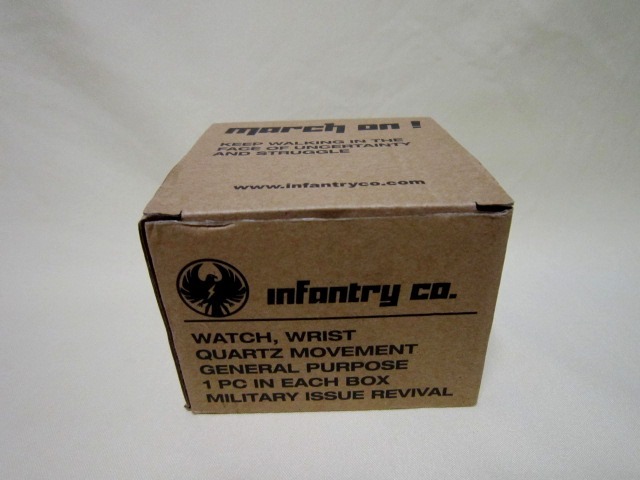 march on !
KEEP WALKING IN THE
FACE OF UNCERTAINTY
AND STRUGGLE
www.infantryco.com
infantry co.
WATCH, WRIST
QUARTZ MOVEMENT
GENERAL PURPOSE
1 PC IN EACH BOX
MILITARY ISSUE REVIVAL